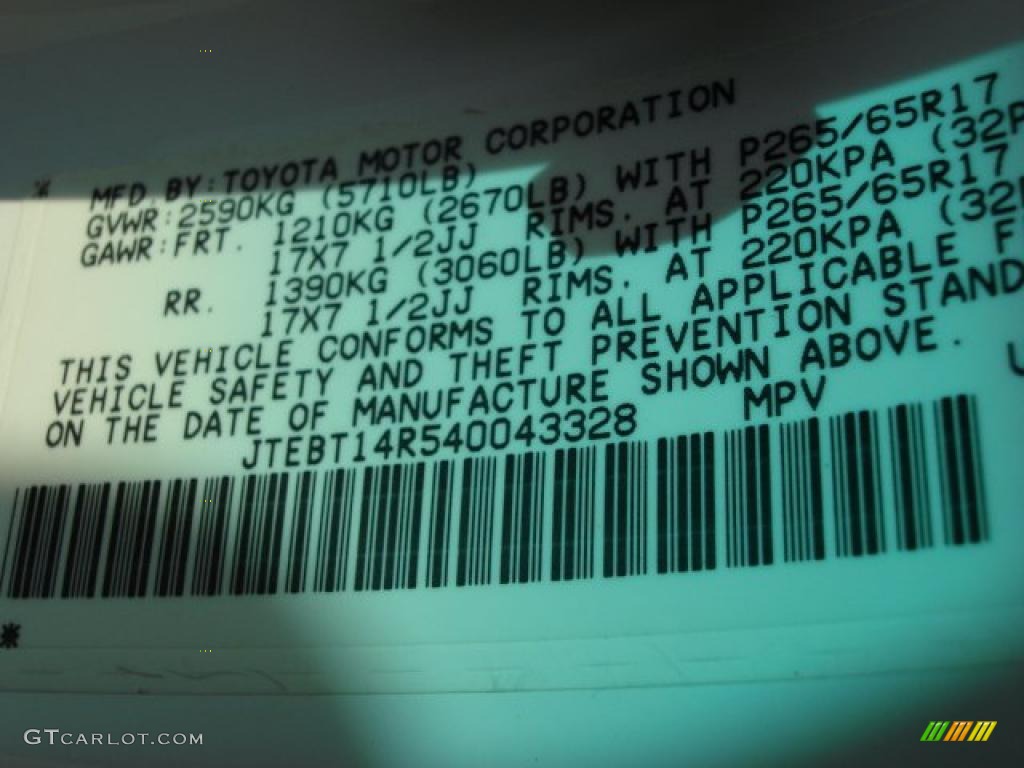 MFD.BY:TOYOTA MOTOR CORPORATION
GVWR:2590KG (5710LB)
GAWR:FRT. 1210KG (2670LB) WITH P265/65R17
17X7 1/2JJ RIMS. AT 220KPA (32P
RR. 1390KG (3060LB) WITH P265/65R17
17X7 1/2JJ RIMS. AT 220KPA (32
THIS VEHICLE CONFORMS TO ALL APPLICABLE F
VEHICLE SAFETY AND THEFT PREVENTION STAND
ON THE DATE OF MANUFACTURE SHOWN ABOVE.
JTEBT14R540043328 MPV
GTCARLOT.COM